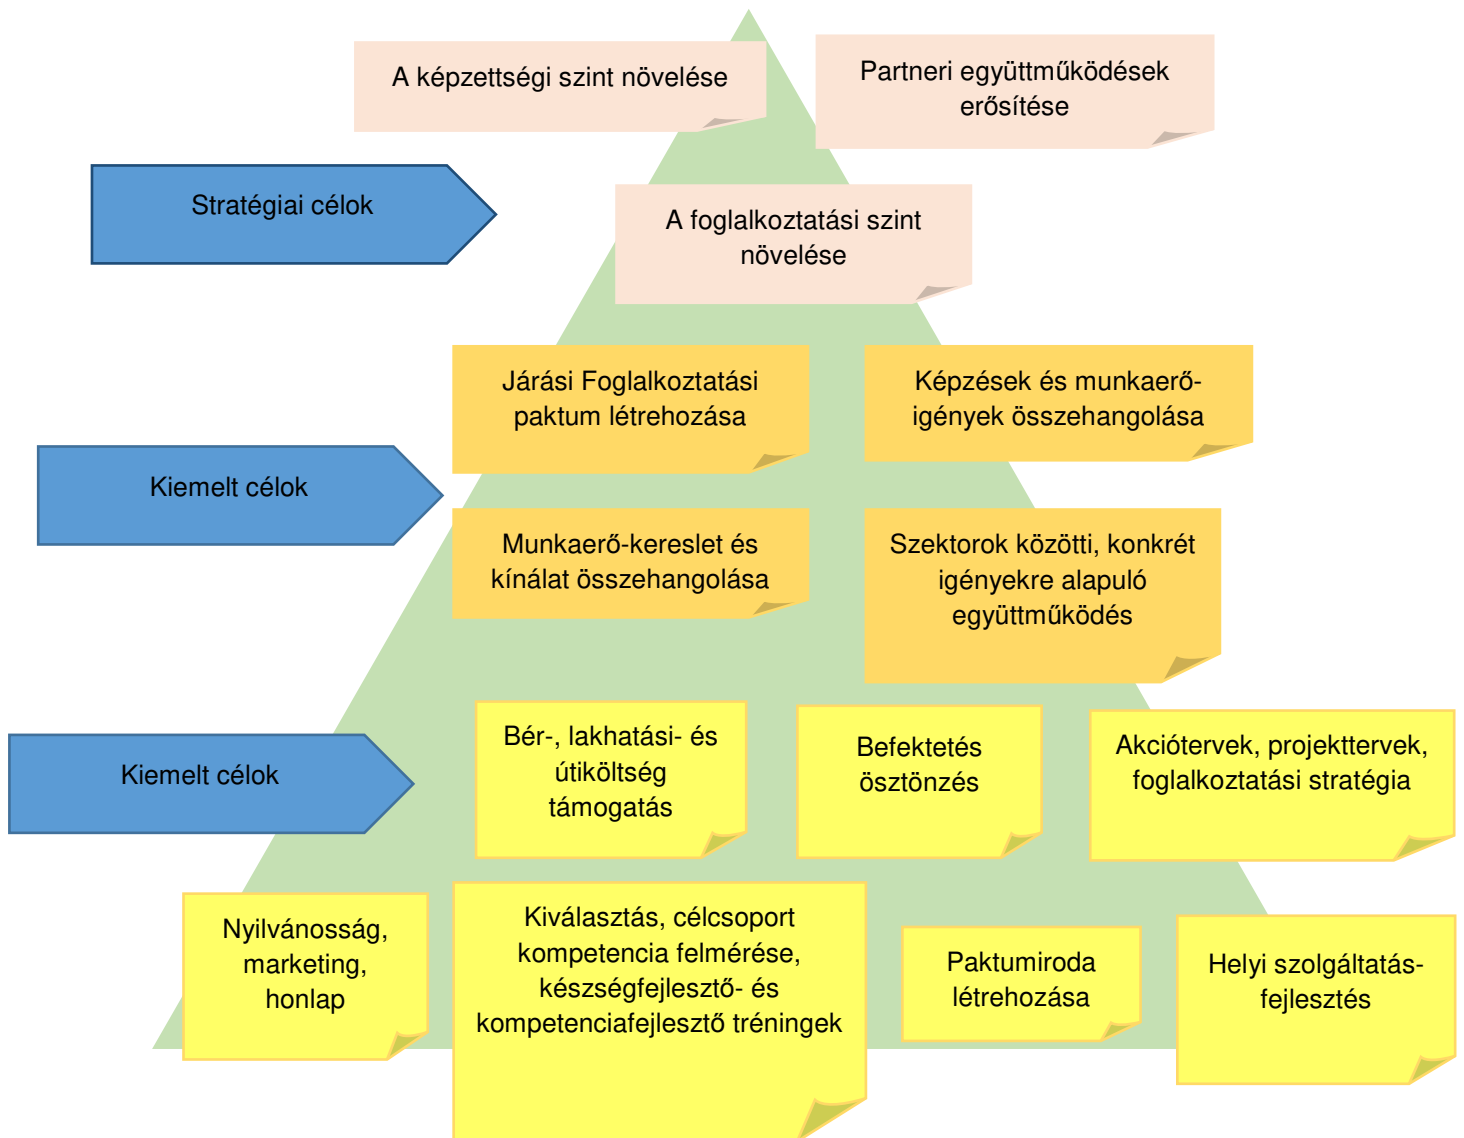 A képzettségi szint növelése
Partneri együttműködések
erősítése
Stratégiai célok
A foglalkoztatási szint
növelése
Járási Foglalkoztatási
paktum létrehozása
Képzések és munkaerő-
igények összehangolása
Kiemelt célok
Munkaerő-kereslet és
kínálat összehangolása
Szektorok közötti, konkrét
igényekre alapuló
együttműködés
Kiemelt célok
Bér-, lakhatási- és
útiköltség
támogatás
Befektetés
ösztönzés
Akciótervek, projekttervek,
foglalkoztatási stratégia
Nyilvánosság,
marketing,
honlap
Kiválasztás, célcsoport
kompetencia felmérése,
készségfejlesztő- és
kompetenciafejlesztő tréningek
Paktumiroda
létrehozása
Helyi szolgáltatás-
fejlesztés